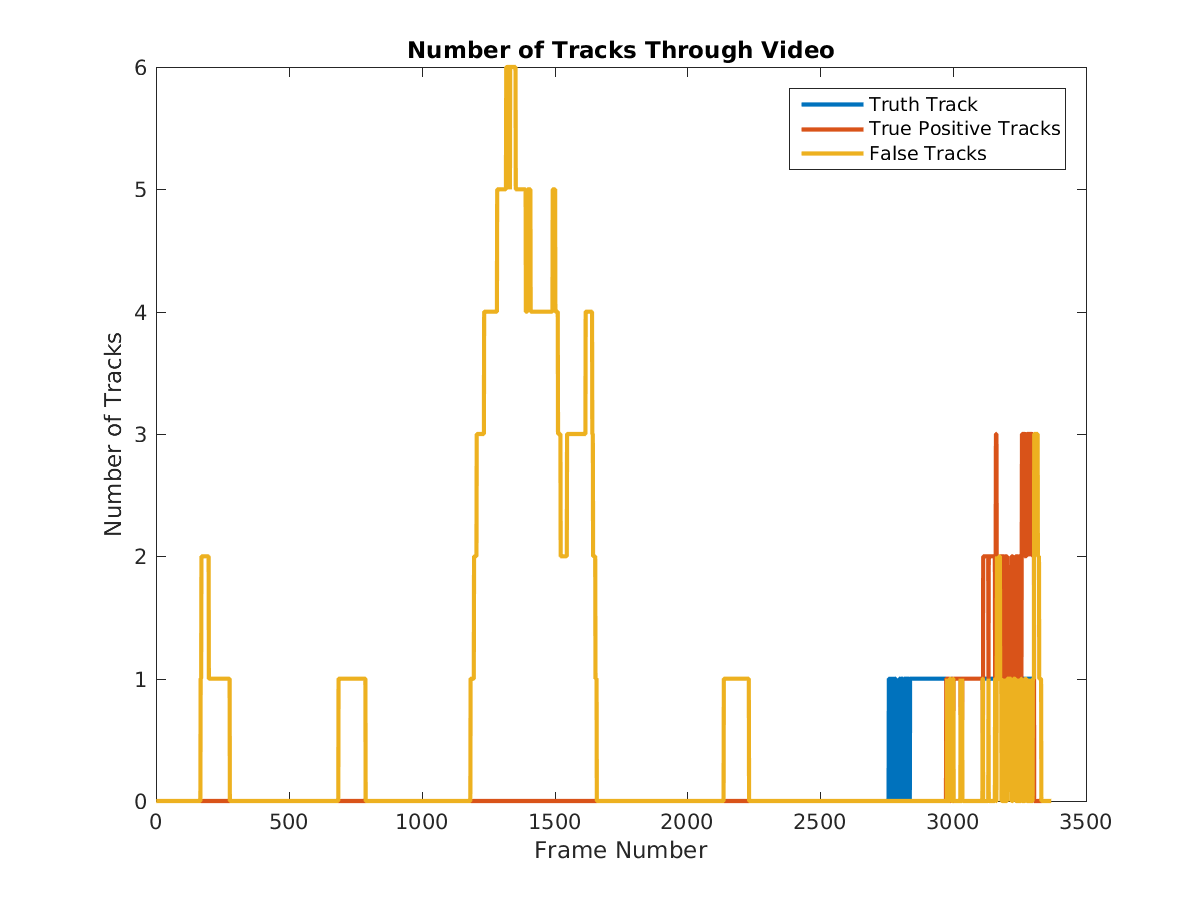 Number of Tracks Through Video
Truth Track
True Positive Tracks
False Tracks
6
5
4
3
2
1
0
Number of Tracks
0 500 1000 1500 2000 2500 3000 3500
Frame Number